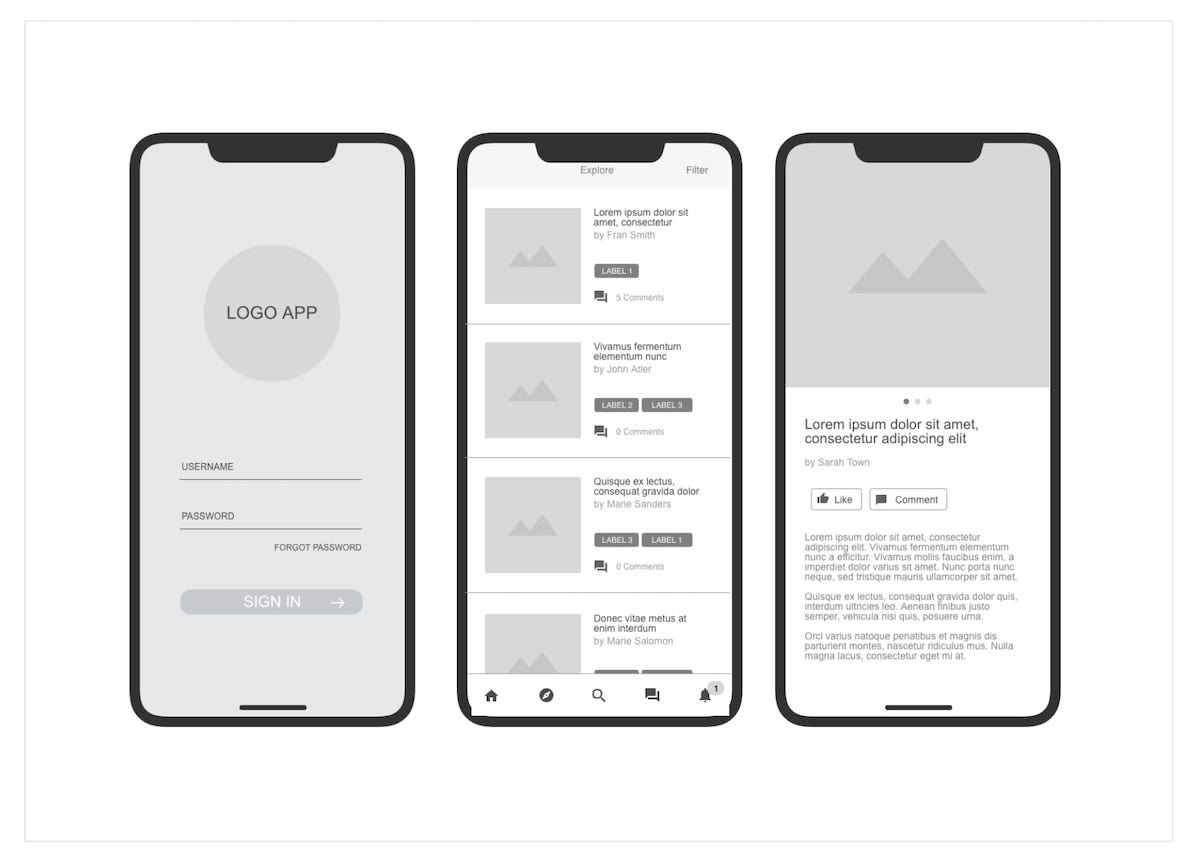 LOGO APP
USERNAME
PASSWORD
FORGOT PASSWORD
SIGN IN
Explore
Filter
Lorem ipsum dolor sit
amet, consectetur
by Fran Smith
LABEL 1
5 Comments
Vivamus fermentum
elementum nunc
by John Atler
LABEL 2
LABEL 3
0 Comments
Quisque ex lectus,
consequat gravida dolor
by Marie Sanders
LABEL 3
LABEL 1
0 Comments
Donec vitae metus at
enim interdum
by Marie Salomon
1
Lorem ipsum dolor sit amet,
consectetur adipiscing elit
by Sarah Town
Like
Comment
Lorem ipsum dolor sit amet, consectetur
adipiscing elit. Vivamus fermentum elementum
nunc a efficitur. Vivamus mollis faucibus enim, a
imperdiet dolor varius sit amet. Nunc porta nunc
neque, sed tristique mauris ullamcorper sit amet.
Quisque ex lectus, consequat gravida dolor quis,
interdum ultricies leo. Aenean finibus justo
semper, vehicula nisi quis, posuere urna.
Orci varius natoque penatibus et magnis dis
parturient montes, nascetur ridiculus mus. Nulla
magna lacus, consectetur eget mi at.